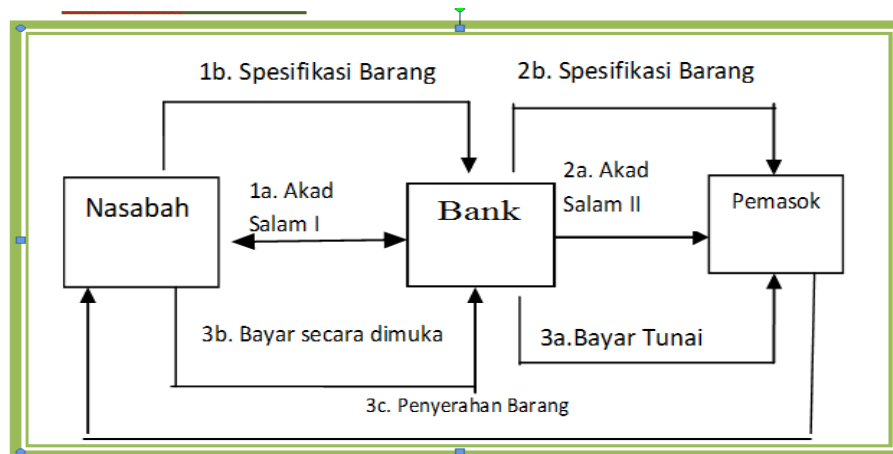 1b. Spesifikasi Barang
2b. Spesifikasi Barang
Nasabah
1a. Akad
Salam I
Bank
2a. Akad
Salam II
Pemasok
3b. Bayar secara dimuka
3a.Bayar Tunai
3c. Penyerahan Barang